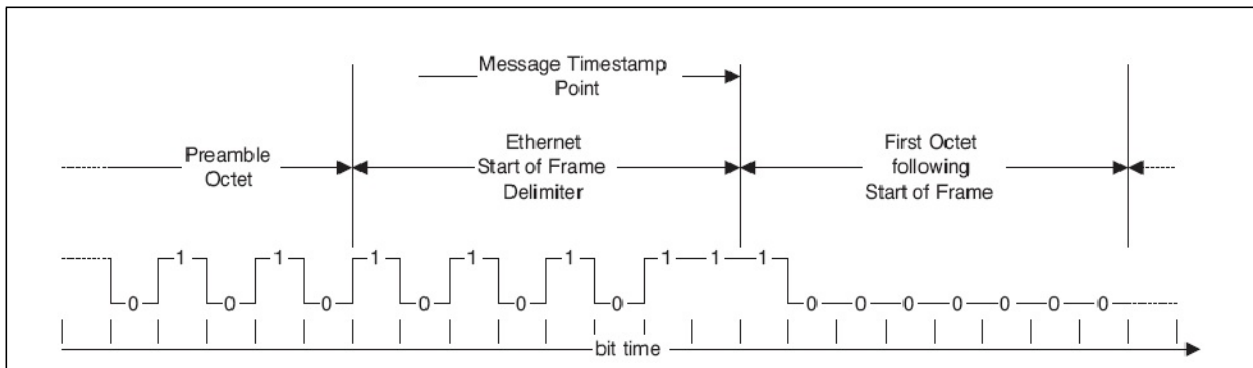 Message Timestamp
Point
Preamble
Octet
Ethernet
Start of Frame
Delimiter
First Octet
following
Start of Frame
0 1 0 1 0 1 0 1 0 1 0 1 1 1 0 0 0 0 0 0 0
bit time